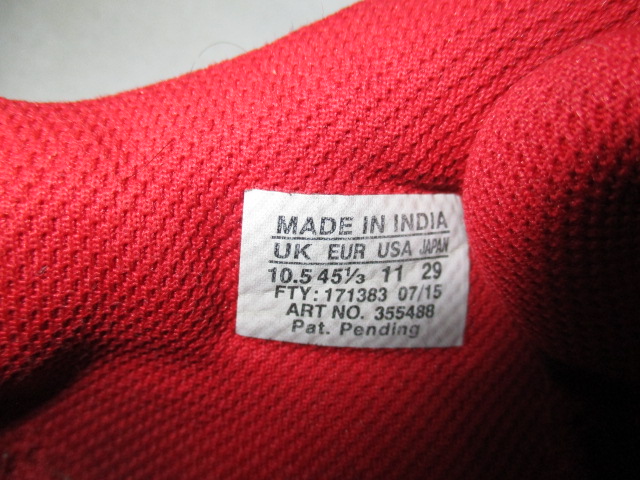 MADE IN INDIA
UK EUR USA JAPAN
10.5 45⅓ 11 29
FTY: 171383 07/15
ART NO. 355488
Pat. Pending